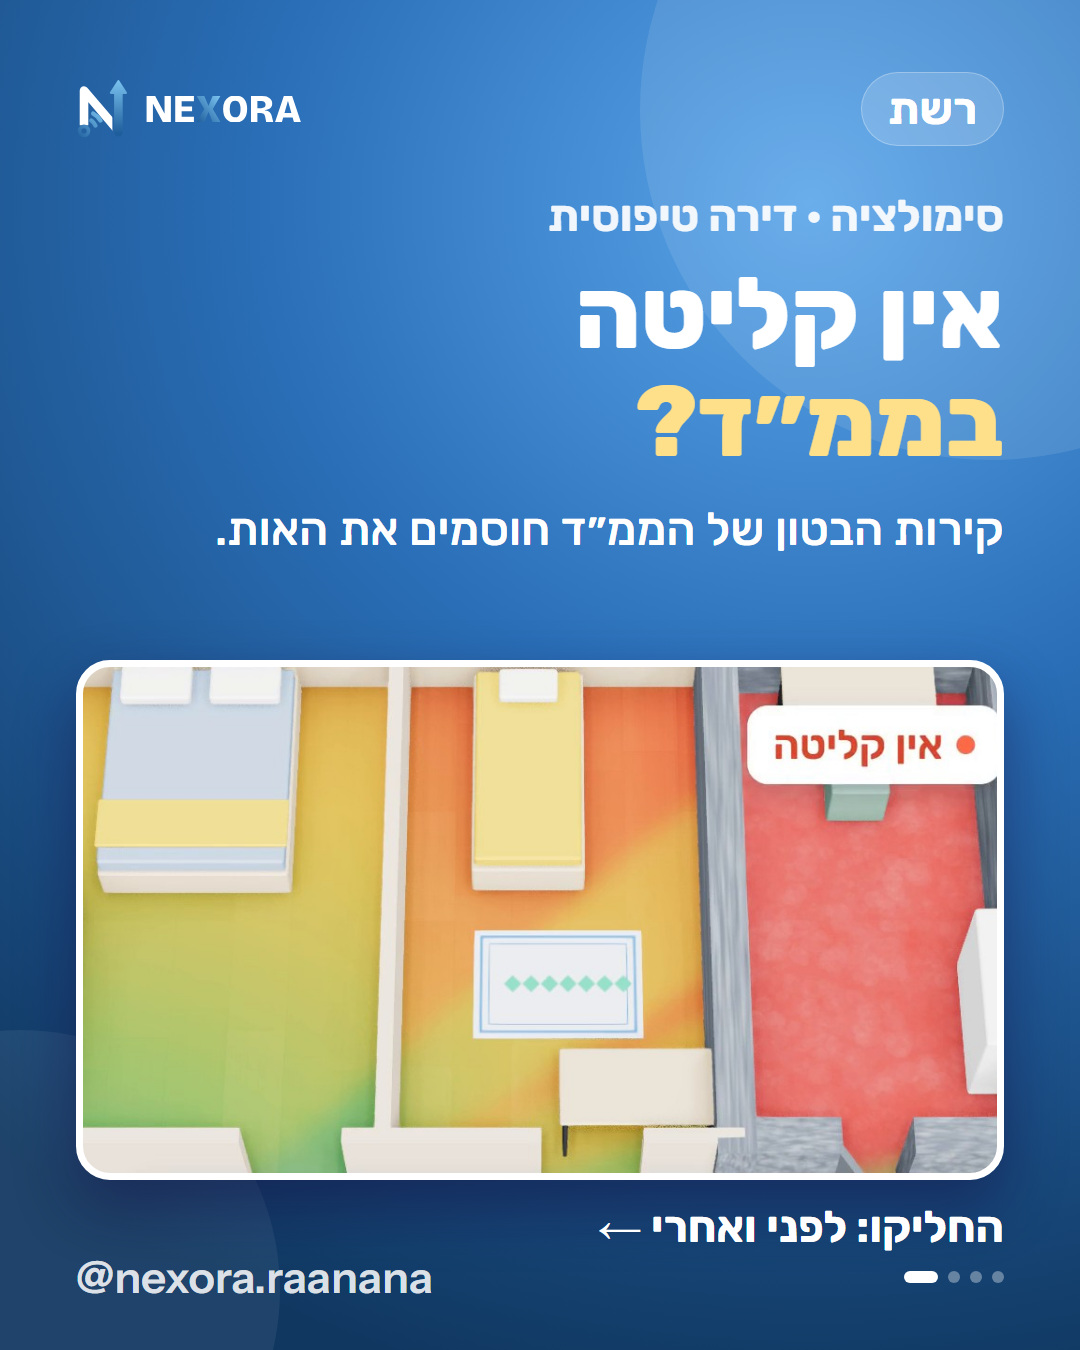 NEXORA
רשת
סימולציה • דירה טיפוסית
אין קליטה
בממ״ד?
קירות הבטון של הממ״ד חוסמים את האות.
אין קליטה
החליקו: לפני ואחרי ←
@nexora.raanana